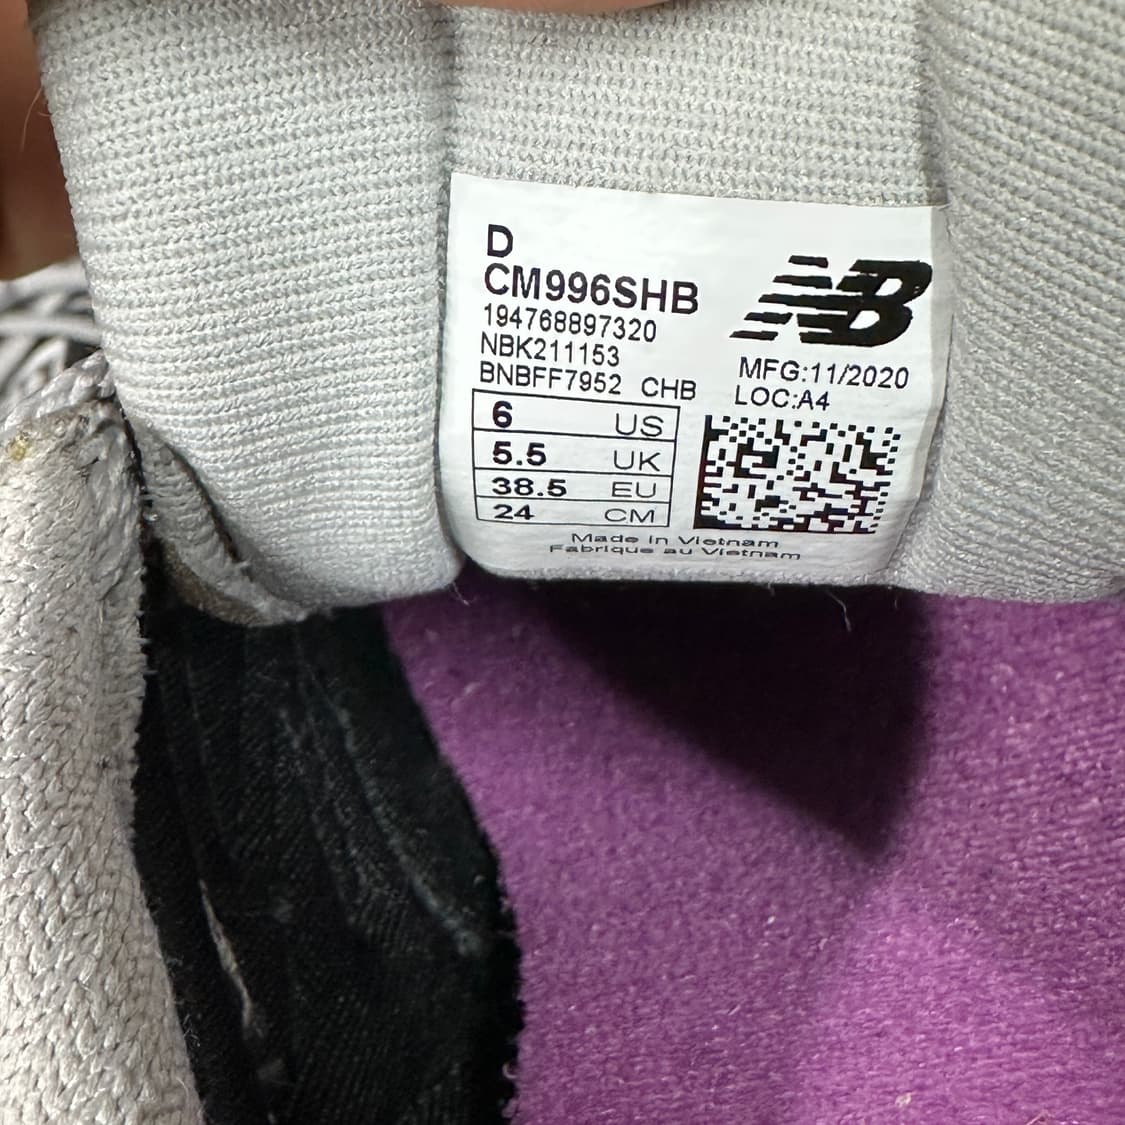 D
CM996SHB
194768897320
NBK211153
BNBFF7952 CHB
NB
MFG:11/2020
LOC:A4
6 US
5.5 UK
38.5 EU
24 CM
Made in Vietnam
Fabriqué au Vietnam